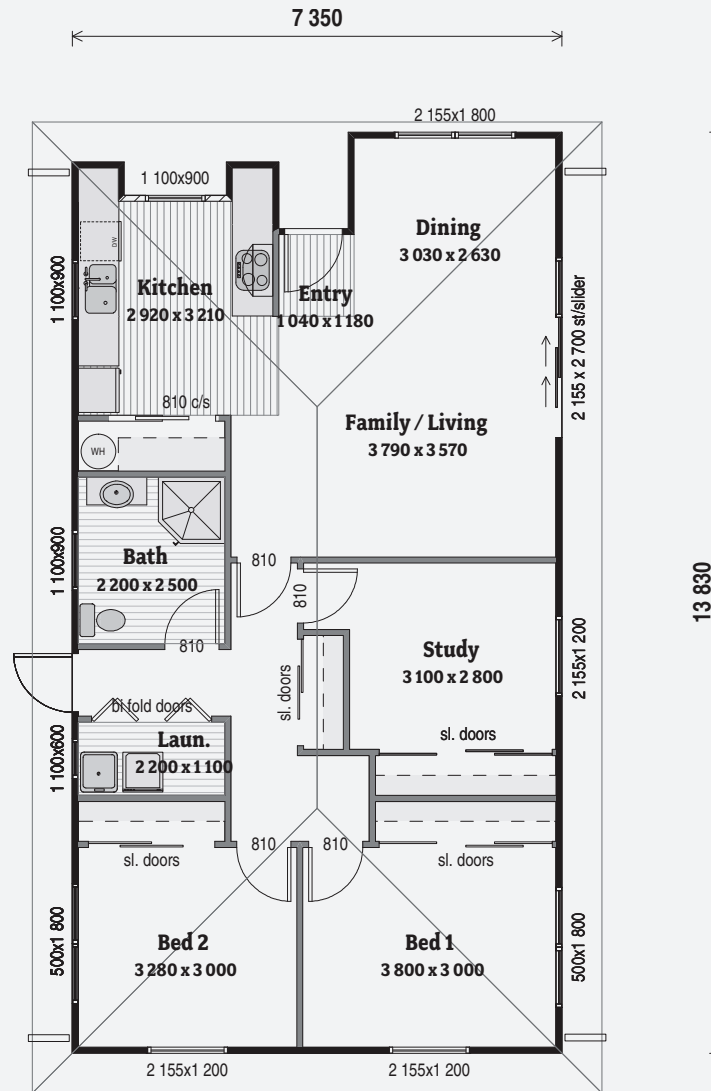 7 350
2 155x1 800
1 100x900
Dining
3 030 x 2 630
DW
1 100x900
Kitchen
2 920 x 3 210
Entry
1 040 x 1 180
2 155 x 2 700 st/slider
810 c/s
Family / Living
3 790 x 3 570
WH
1 100x900
Bath
2 200 x 2 500
810
810
810
13 830
Study
3 100 x 2 800
2 155x1 200
sl. doors
bi fold doors
sl. doors
Laun.
2 200 x 1 100
1 100x600
810
810
sl. doors
sl. doors
500x1 800
Bed 2
3 280 x 3 000
Bed 1
3 800 x 3 000
500x1 800
2 155x1 200
2 155x1 200